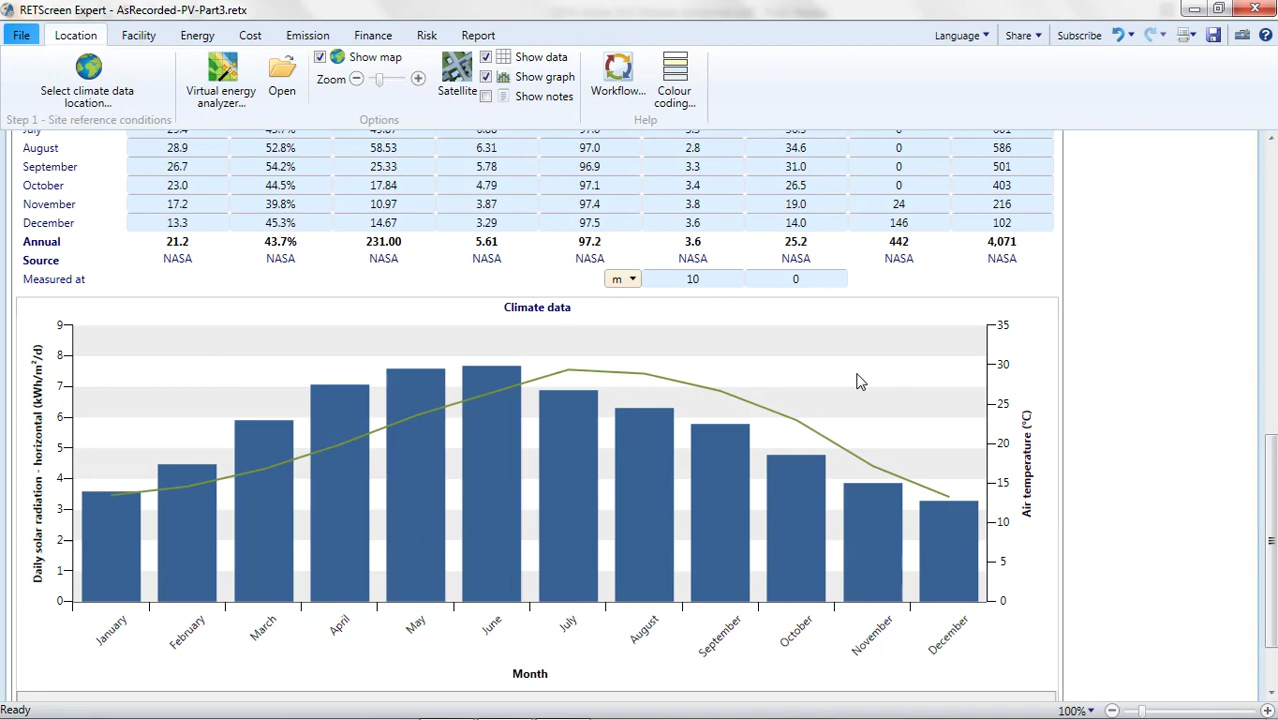 RETScreen Expert - AsRecorded-PV-Part3.retx
File Location Facility Energy Cost Emission Finance Risk Report Language Share Subscribe
Select climate data location...
Step 1 - Site reference conditions
Virtual energy analyzer...
Open
Show map
Zoom
Satellite
Show data
Show graph
Show notes
Options
Workflow...
Colour coding...
Help
July
August 28.9 52.8% 58.53 6.31 97.0 2.8 34.6 0 586
September 26.7 54.2% 25.33 5.78 96.9 3.3 31.0 0 501
October 23.0 44.5% 17.84 4.79 97.1 3.4 26.5 0 403
November 17.2 39.8% 10.97 3.87 97.4 3.8 19.0 24 216
December 13.3 45.3% 14.67 3.29 97.5 3.6 14.0 146 102
Annual 21.2 43.7% 231.00 5.61 97.2 3.6 25.2 442 4,071
Source NASA NASA NASA NASA NASA NASA NASA NASA NASA
Measured at m 10 0
Climate data
Daily solar radiation - horizontal (kWh/m²/d)
9
8
7
6
5
4
3
2
1
0
35
30
25
20
15
10
5
0
Air temperature (°C)
January February March April May June July August September October November December
Month
Ready
100%